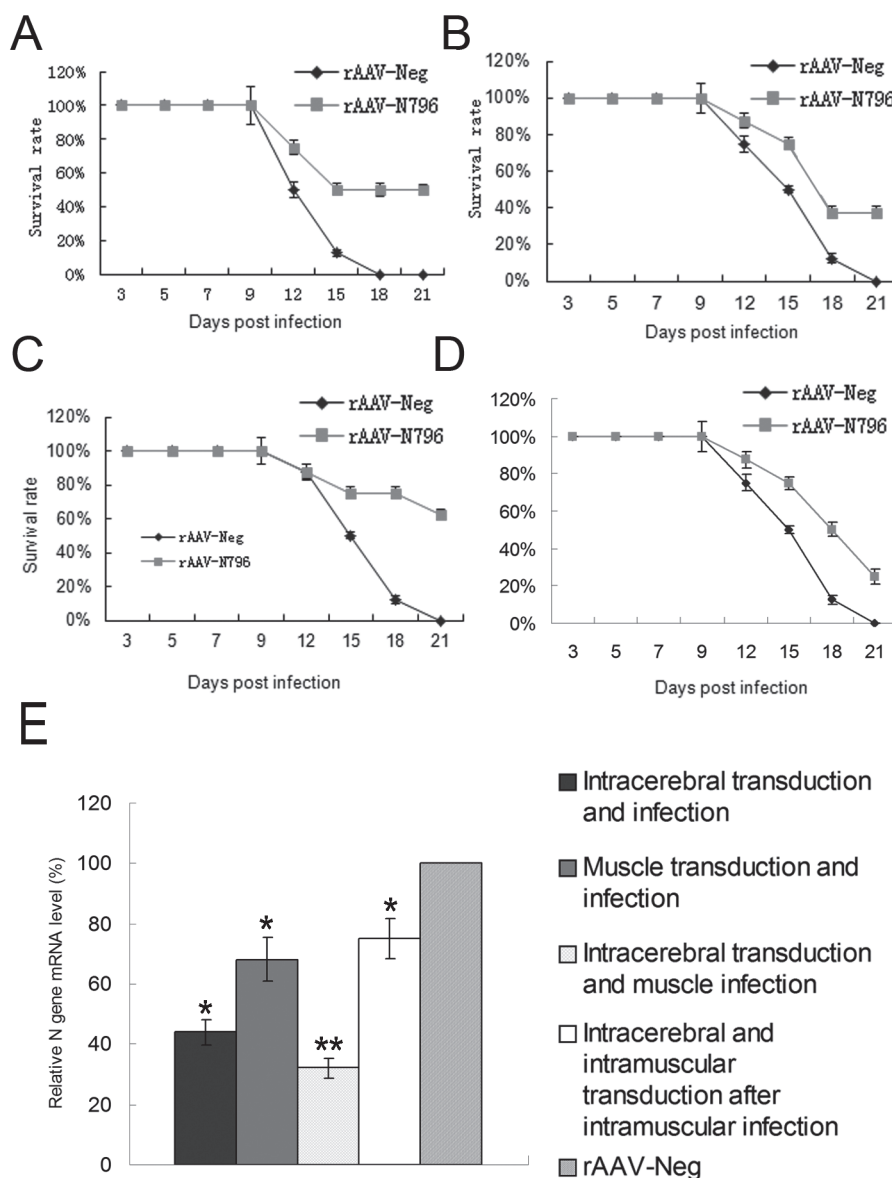 A
120%
100%
80%
60%
40%
20%
0%
Survival rate
rAAV-Neg
rAAV-N796
3 5 7 9 12 15 18 21
Days post infection
B
120%
100%
80%
60%
40%
20%
0%
Survival rate
rAAV-Neg
rAAV-N796
3 5 7 9 12 15 18 21
Days post infection
C
120%
100%
80%
60%
40%
20%
0%
Survival rate
rAAV-Neg
rAAV-N796
rAAV-Neg
rAAV-N796
3 5 7 9 12 15 18 21
Days post infection
D
120%
100%
80%
60%
40%
20%
0%
rAAV-Neg
rAAV-N796
3 5 7 9 12 15 18 21
Days post infection
E
120
100
80
60
40
20
0
Relative N gene mRNA level (%)
*
*
**
*
Intracerebral transduction
and infection
Muscle transduction and
infection
Intracerebral transduction
and muscle infection
Intracerebral and
intramuscular
transduction after
intramuscular infection
rAAV-Neg